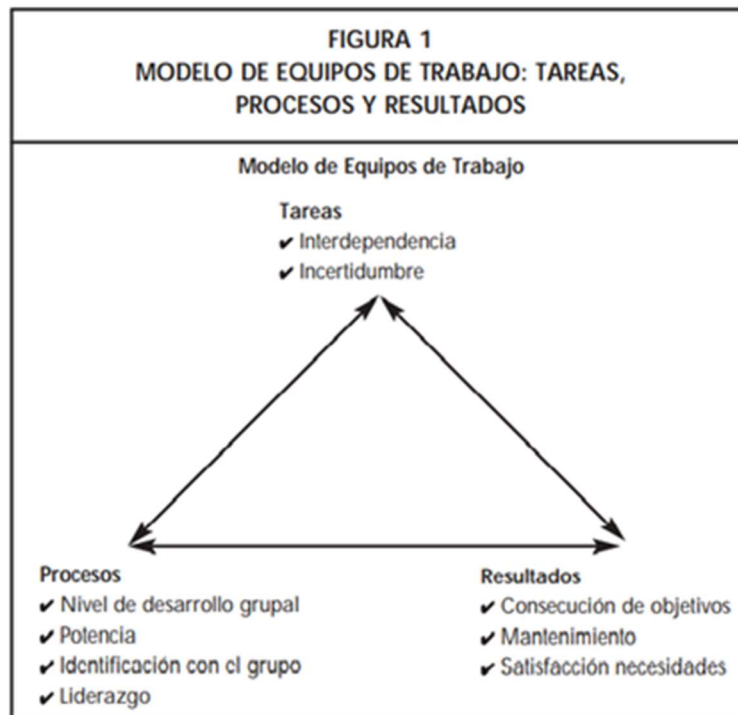 FIGURA 1
MODELO DE EQUIPOS DE TRABAJO: TAREAS,
PROCESOS Y RESULTADOS
Modelo de Equipos de Trabajo
Tareas
✔ Interdependencia
✔ Incertidumbre
Procesos
✔ Nivel de desarrollo grupal
✔ Potencia
✔ Identificación con el grupo
✔ Liderazgo
Resultados
✔ Consecución de objetivos
✔ Mantenimiento
✔ Satisfacción necesidades